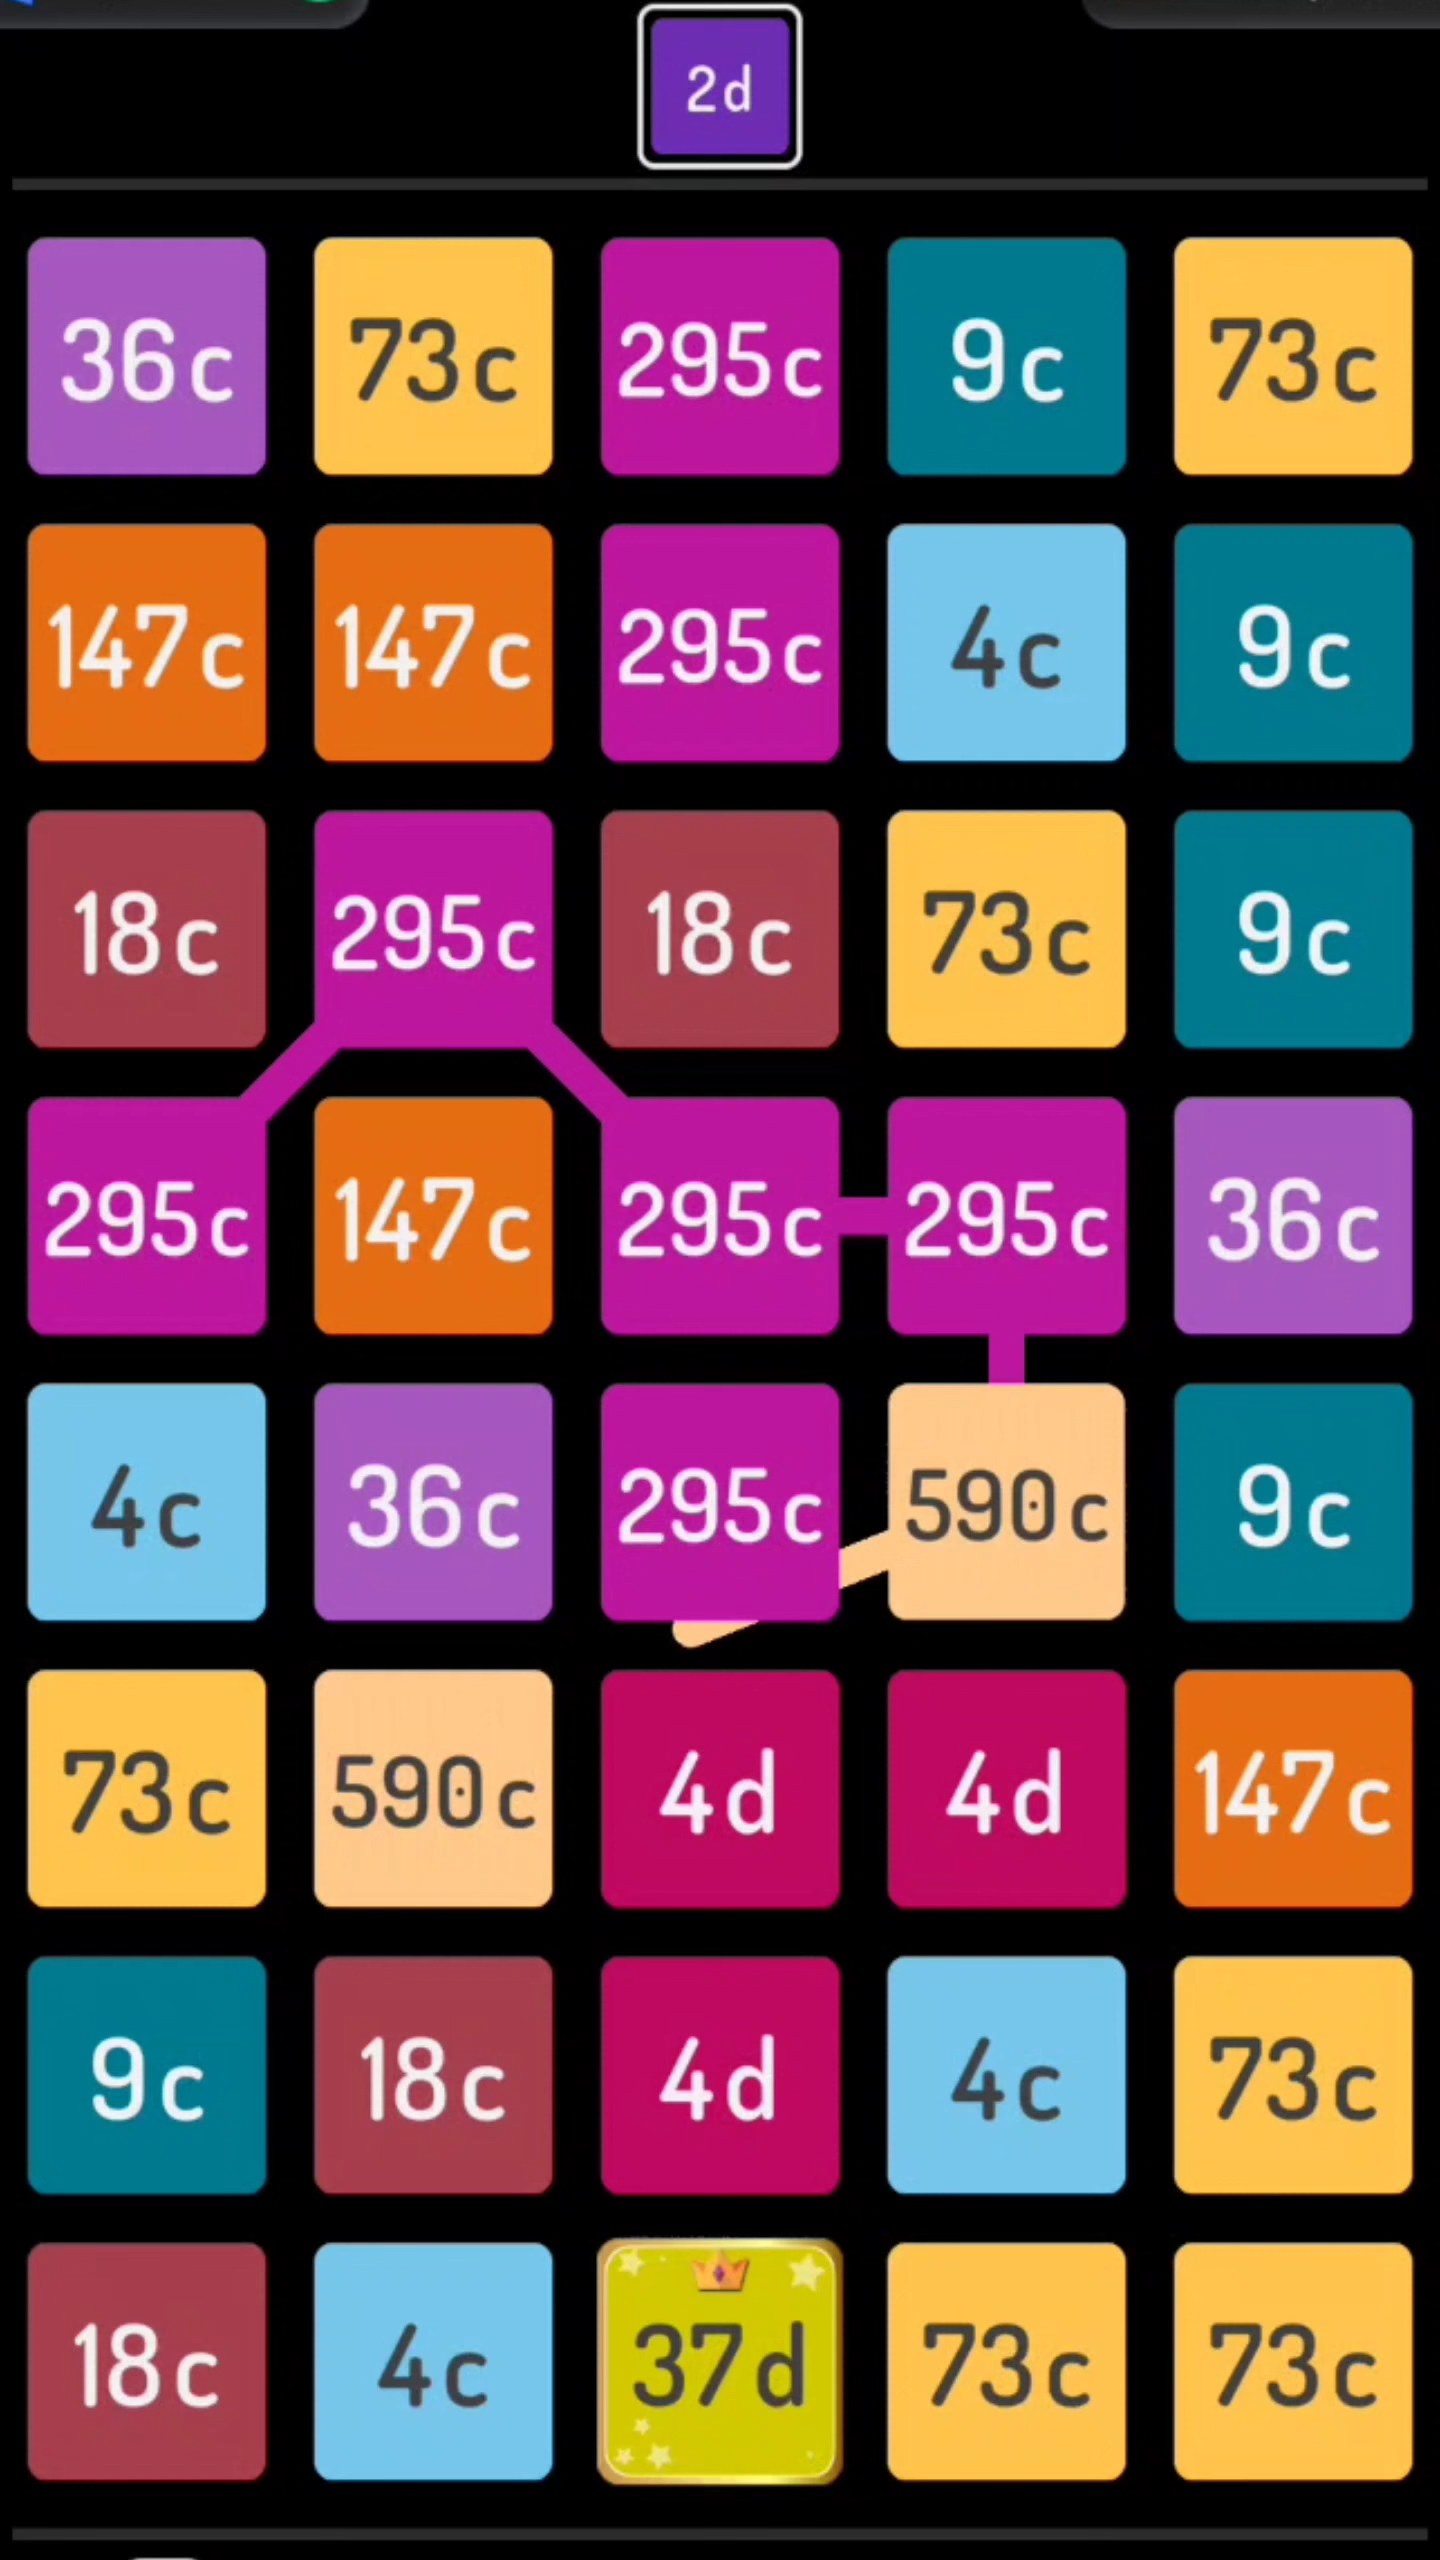 2d
36c 73c 295c 9c 73c
147c 147c 295c 4c 9c
18c 295c 18c 73c 9c
295c 147c 295c 295c 36c
4c 36c 295c 590c 9c
73c 590c 4d 4d 147c
9c 18c 4d 4c 73c
18c 4c 37d 73c 73c